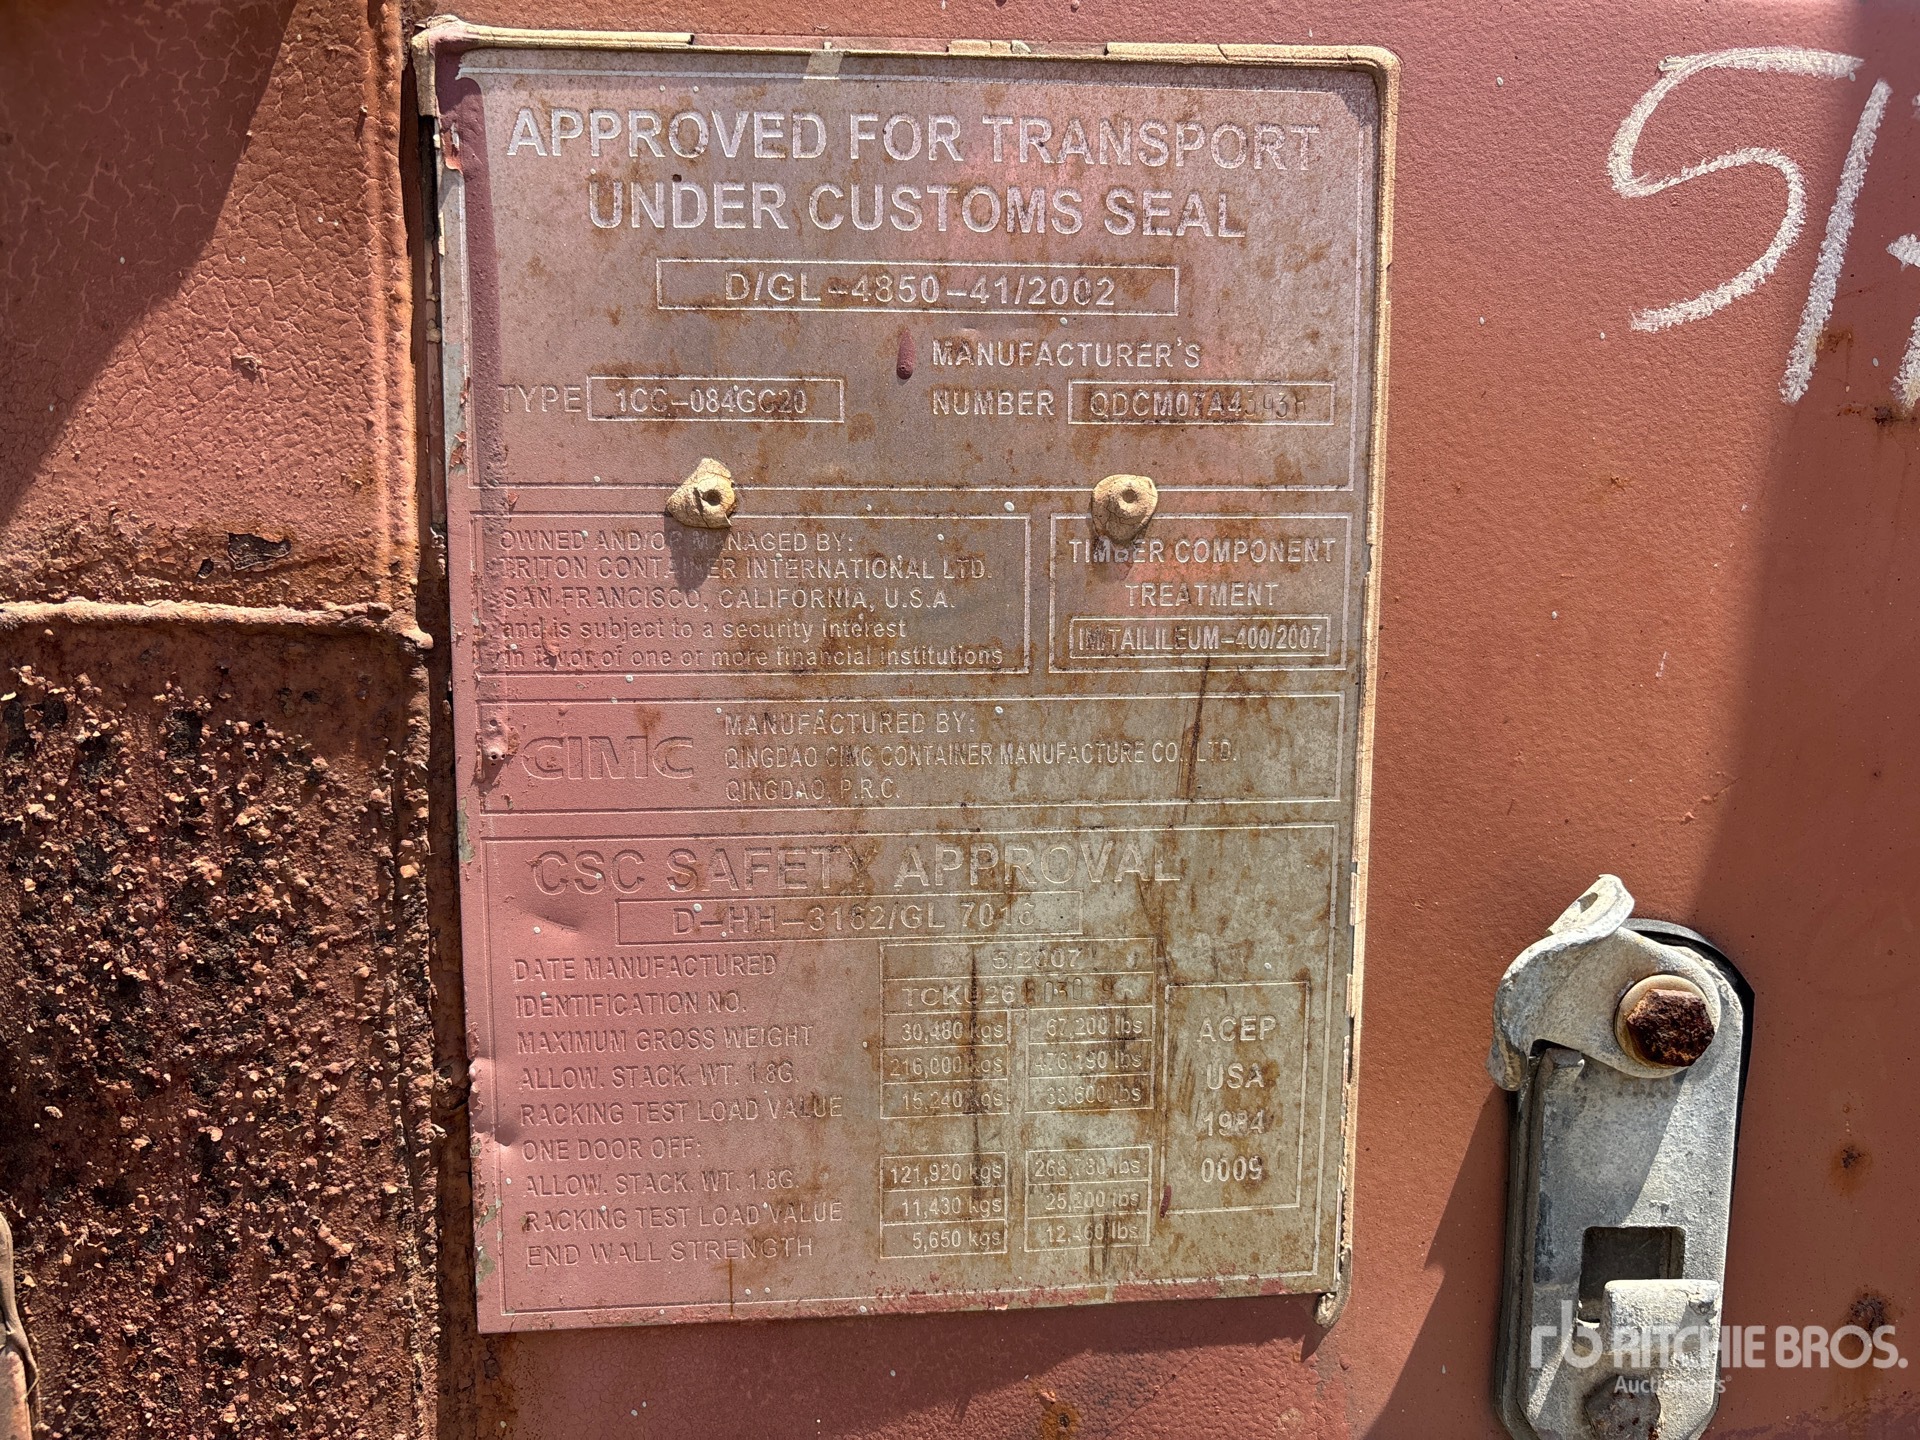 APPROVED FOR TRANSPORT
UNDER CUSTOMS SEAL
D/GL-4850-41/2002
MANUFACTURER'S
TYPE 1CC-084GC20 NUMBER
OWNED AND/OR MANAGED BY:
TRITON CONTAINER INTERNATIONAL LTD.
SAN FRANCISCO, CALIFORNIA, U.S.A.
and is subject to a security interest
in favor of one or more financial institutions
TIMBER COMPONENT
TREATMENT
IM/TAILILEUM-400/2007
CIMC
MANUFACTURED BY:
QINGDAO CIMC CONTAINER MANUFACTURE CO. LTD.
QINGDAO, P.R.C.
CSC SAFETY APPROVAL
D-HH-3162/GL 7016
DATE MANUFACTURED 5/2007
IDENTIFICATION NO.
MAXIMUM GROSS WEIGHT 30,480 kgs 67,200 lbs
ALLOW. STACK. WT. 1.8G. 216,000 kgs 476,190 lbs
RACKING TEST LOAD VALUE 15,240 kgs 33,600 lbs
ONE DOOR OFF:
ALLOW. STACK. WT. 1.8G. 121,920 kgs 268,780 lbs
RACKING TEST LOAD VALUE 11,430 kgs 25,200 lbs
END WALL STRENGTH 5,650 kgs 12,460 lbs
ACEP
USA
1984
0009
rb RITCHIE BROS.
Auctioneers